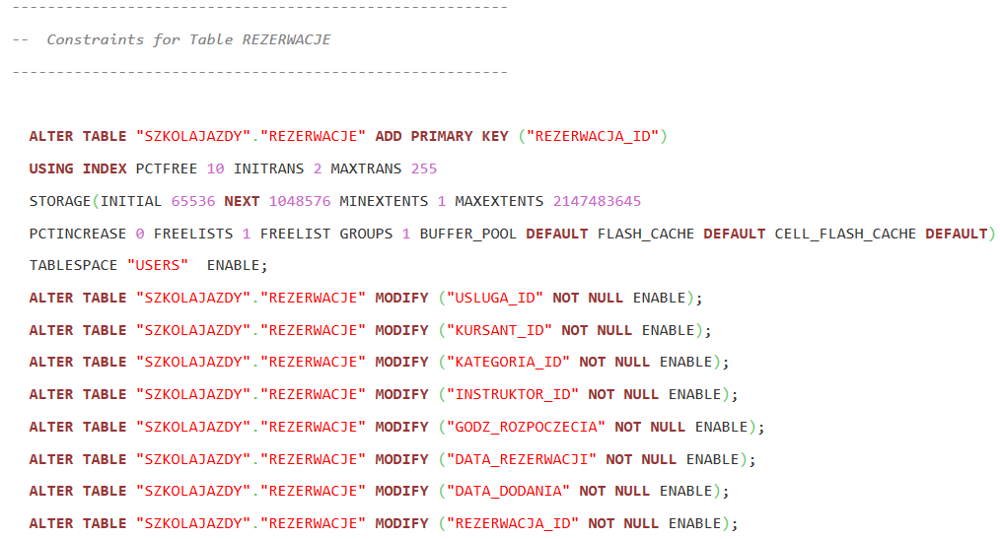 --------------------------------------------------------
--  Constraints for Table REZERWACJE
--------------------------------------------------------
ALTER TABLE "SZKOLAJAZDY"."REZERWACJE" ADD PRIMARY KEY ("REZERWACJA_ID")
USING INDEX PCTFREE 10 INITRANS 2 MAXTRANS 255
STORAGE(INITIAL 65536 NEXT 1048576 MINEXTENTS 1 MAXEXTENTS 2147483645
PCTINCREASE 0 FREELISTS 1 FREELIST GROUPS 1 BUFFER_POOL DEFAULT FLASH_CACHE DEFAULT CELL_FLASH_CACHE DEFAULT)
TABLESPACE "USERS"  ENABLE;
ALTER TABLE "SZKOLAJAZDY"."REZERWACJE" MODIFY ("USLUGA_ID" NOT NULL ENABLE);
ALTER TABLE "SZKOLAJAZDY"."REZERWACJE" MODIFY ("KURSANT_ID" NOT NULL ENABLE);
ALTER TABLE "SZKOLAJAZDY"."REZERWACJE" MODIFY ("KATEGORIA_ID" NOT NULL ENABLE);
ALTER TABLE "SZKOLAJAZDY"."REZERWACJE" MODIFY ("INSTRUKTOR_ID" NOT NULL ENABLE);
ALTER TABLE "SZKOLAJAZDY"."REZERWACJE" MODIFY ("GODZ_ROZPOCZECIA" NOT NULL ENABLE);
ALTER TABLE "SZKOLAJAZDY"."REZERWACJE" MODIFY ("DATA_REZERWACJI" NOT NULL ENABLE);
ALTER TABLE "SZKOLAJAZDY"."REZERWACJE" MODIFY ("DATA_DODANIA" NOT NULL ENABLE);
ALTER TABLE "SZKOLAJAZDY"."REZERWACJE" MODIFY ("REZERWACJA_ID" NOT NULL ENABLE);